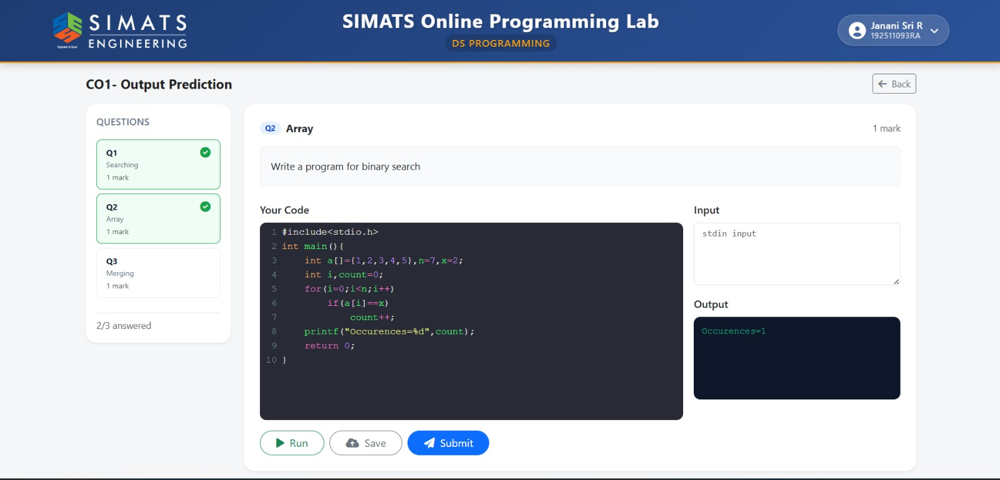 SIMATS
ENGINEERING
Engineer to Excel
SIMATS Online Programming Lab
DS PROGRAMMING
Janani Sri R
192511093RA
CO1- Output Prediction
Back
QUESTIONS
Q1
Searching
1 mark
Q2
Array
1 mark
Q3
Merging
1 mark
2/3 answered
Q2 Array
1 mark
Write a program for binary search
Your Code
1 #include<stdio.h>
2 int main(){
3     int a[]={1,2,3,4,5},n=7,x=2;
4     int i,count=0;
5     for(i=0;i<n;i++)
6         if(a[i]==x)
7             count++;
8     printf("Occurences=%d",count);
9     return 0;
10 }
Input
stdin input
Output
Occurences=1
Run
Save
Submit